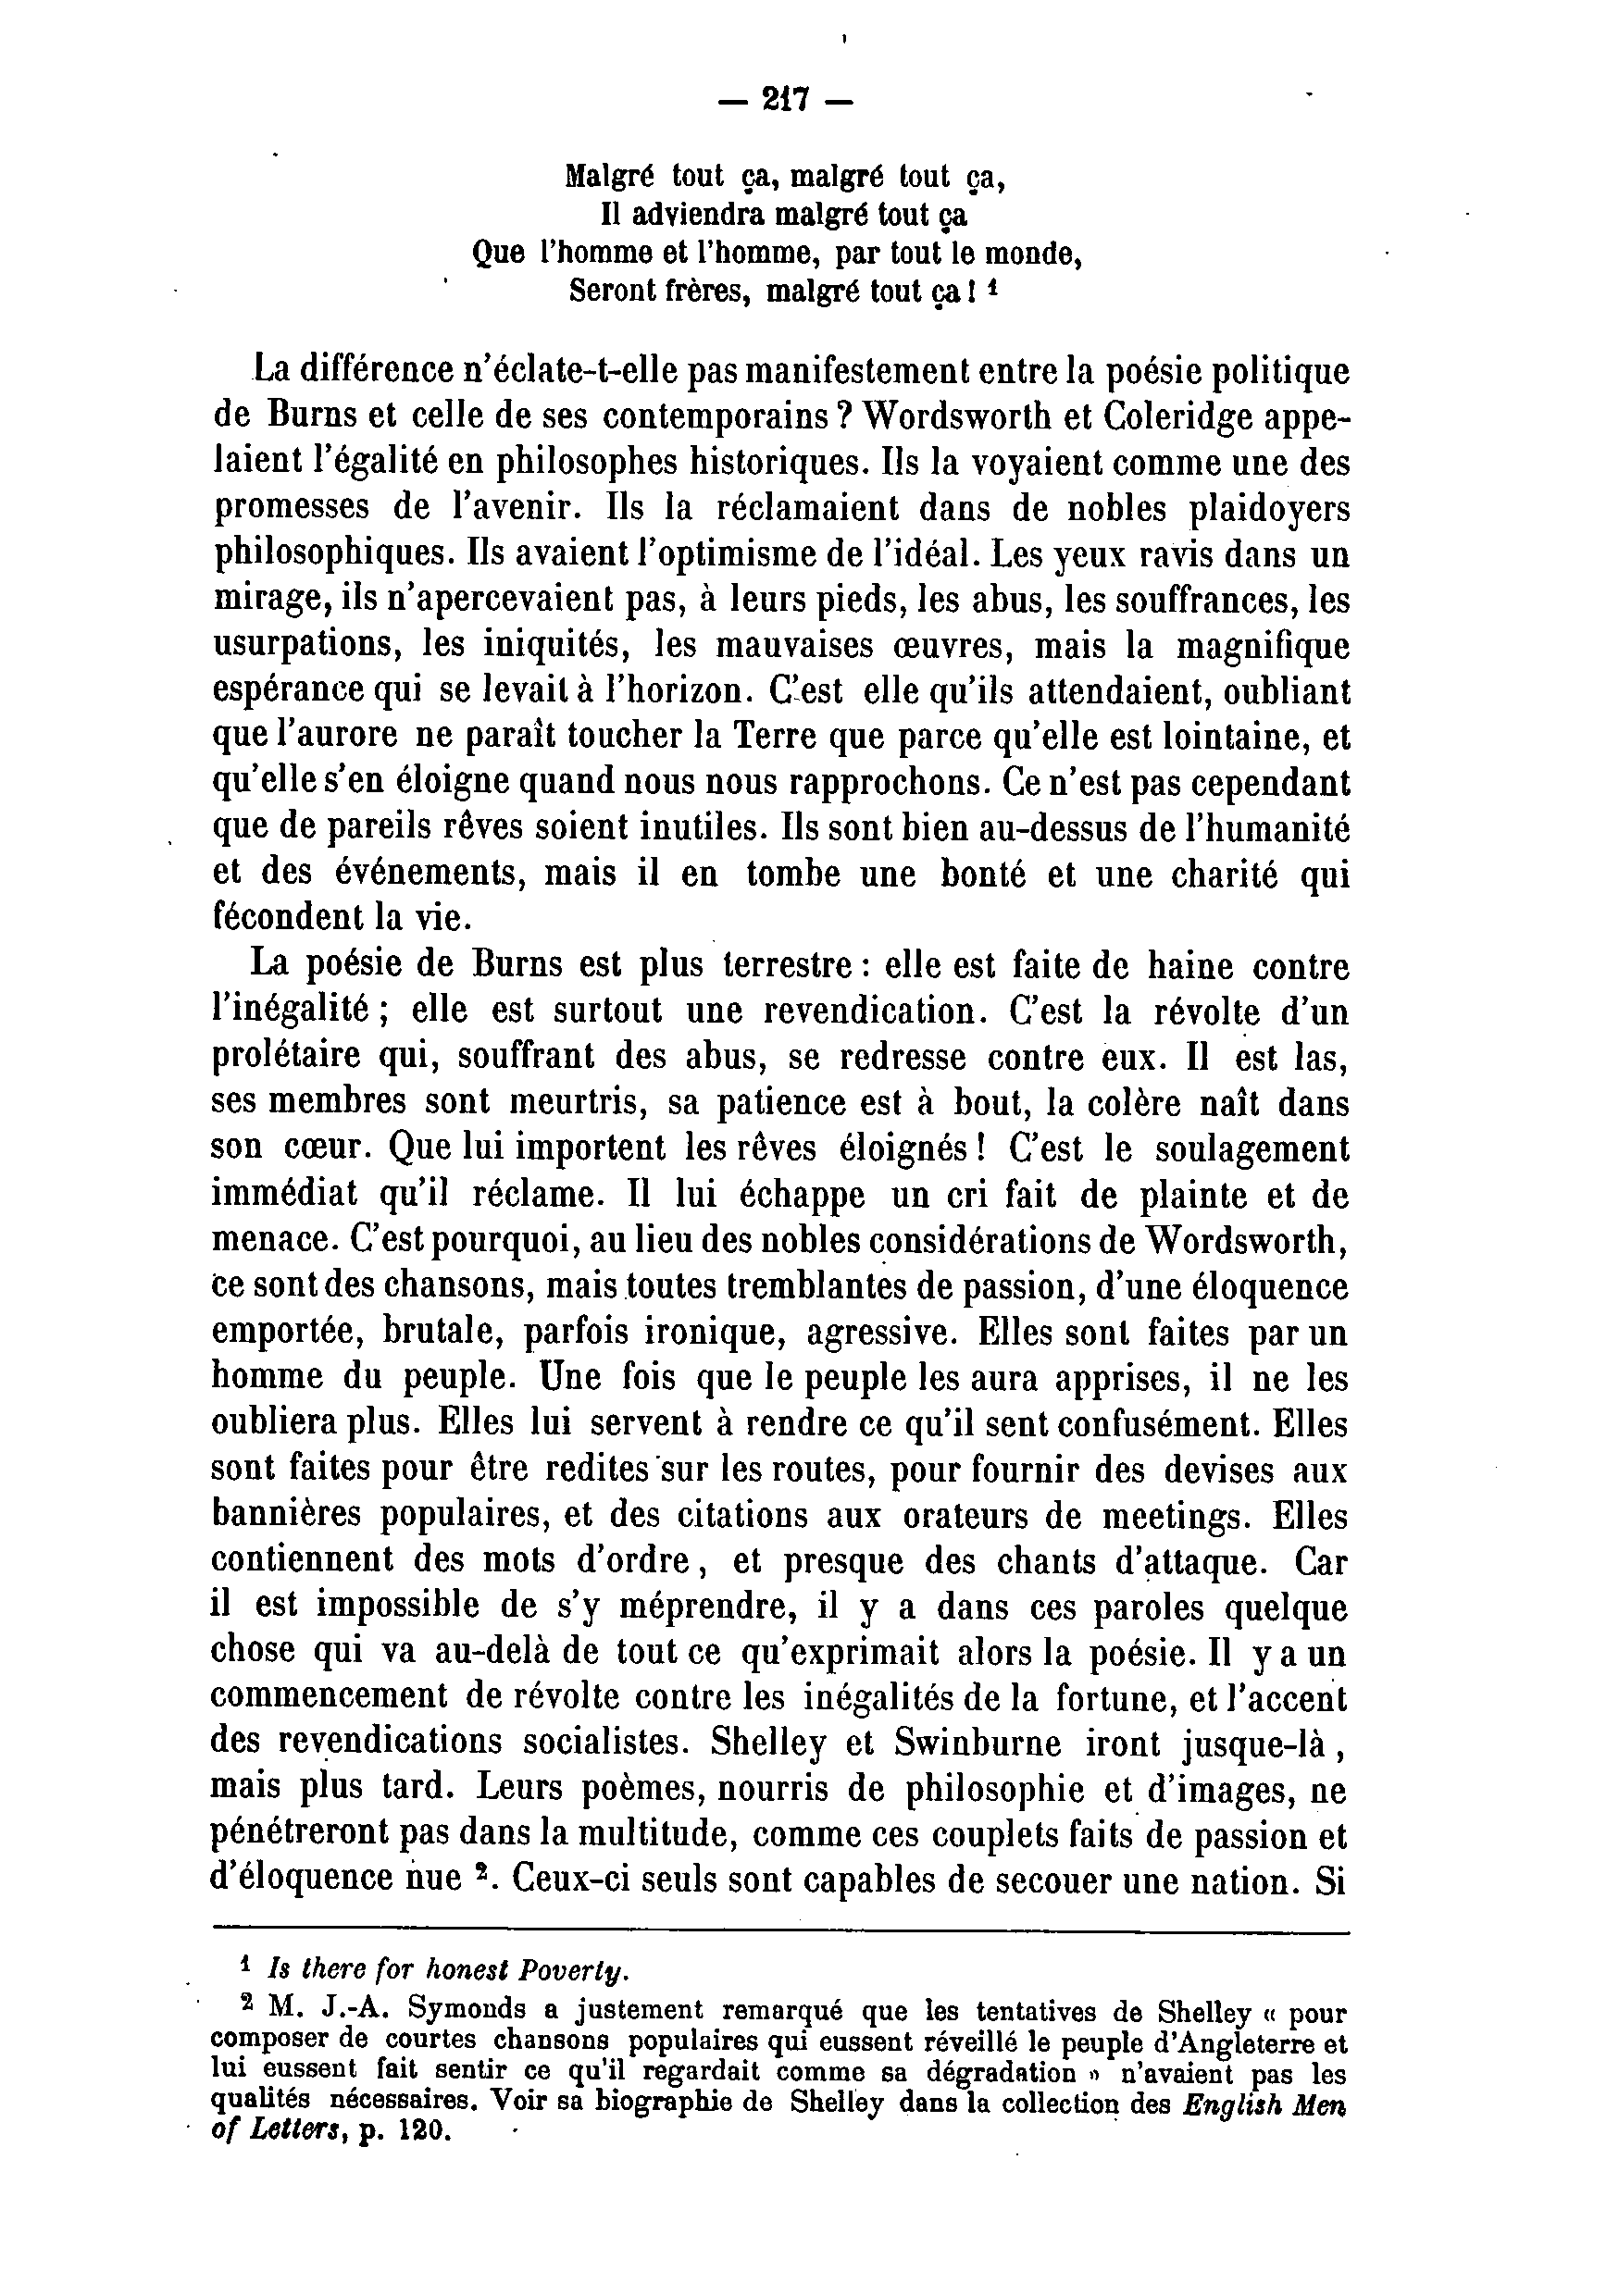 — 217 —
Malgré tout ça, malgré tout ça,
Il adviendra malgré tout ça
Que l'homme et l'homme, par tout le monde,
Seront frères, malgré tout ça ! 1
La différence n'éclate-t-elle pas manifestement entre la poésie politique
de Burns et celle de ses contemporains ? Wordsworth et Coleridge appe-
laient l'égalité en philosophes historiques. Ils la voyaient comme une des
promesses de l'avenir. Ils la réclamaient dans de nobles plaidoyers
philosophiques. Ils avaient l'optimisme de l'idéal. Les yeux ravis dans un
mirage, ils n'apercevaient pas, à leurs pieds, les abus, les souffrances, les
usurpations, les iniquités, les mauvaises œuvres, mais la magnifique
espérance qui se levait à l'horizon. C'est elle qu'ils attendaient, oubliant
que l'aurore ne paraît toucher la Terre que parce qu'elle est lointaine, et
qu'elle s'en éloigne quand nous nous rapprochons. Ce n'est pas cependant
que de pareils rêves soient inutiles. Ils sont bien au-dessus de l'humanité
et des événements, mais il en tombe une bonté et une charité qui
fécondent la vie.
La poésie de Burns est plus terrestre : elle est faite de haine contre
l'inégalité ; elle est surtout une revendication. C'est la révolte d'un
prolétaire qui, souffrant des abus, se redresse contre eux. Il est las,
ses membres sont meurtris, sa patience est à bout, la colère naît dans
son cœur. Que lui importent les rêves éloignés ! C'est le soulagement
immédiat qu'il réclame. Il lui échappe un cri fait de plainte et de
menace. C'est pourquoi, au lieu des nobles considérations de Wordsworth,
ce sont des chansons, mais toutes tremblantes de passion, d'une éloquence
emportée, brutale, parfois ironique, agressive. Elles sont faites par un
homme du peuple. Une fois que le peuple les aura apprises, il ne les
oubliera plus. Elles lui servent à rendre ce qu'il sent confusément. Elles
sont faites pour être redites sur les routes, pour fournir des devises aux
bannières populaires, et des citations aux orateurs de meetings. Elles
contiennent des mots d'ordre, et presque des chants d'attaque. Car
il est impossible de s'y méprendre, il y a dans ces paroles quelque
chose qui va au-delà de tout ce qu'exprimait alors la poésie. Il y a un
commencement de révolte contre les inégalités de la fortune, et l'accent
des revendications socialistes. Shelley et Swinburne iront jusque-là,
mais plus tard. Leurs poèmes, nourris de philosophie et d'images, ne
pénétreront pas dans la multitude, comme ces couplets faits de passion et
d'éloquence nue 2. Ceux-ci seuls sont capables de secouer une nation. Si
1 Is there for honest Poverty.
2 M. J.-A. Symonds a justement remarqué que les tentatives de Shelley « pour
composer de courtes chansons populaires qui eussent réveillé le peuple d'Angleterre et
lui eussent fait sentir ce qu'il regardait comme sa dégradation » n'avaient pas les
qualités nécessaires. Voir sa biographie de Shelley dans la collection des English Men
of Letters, p. 120.